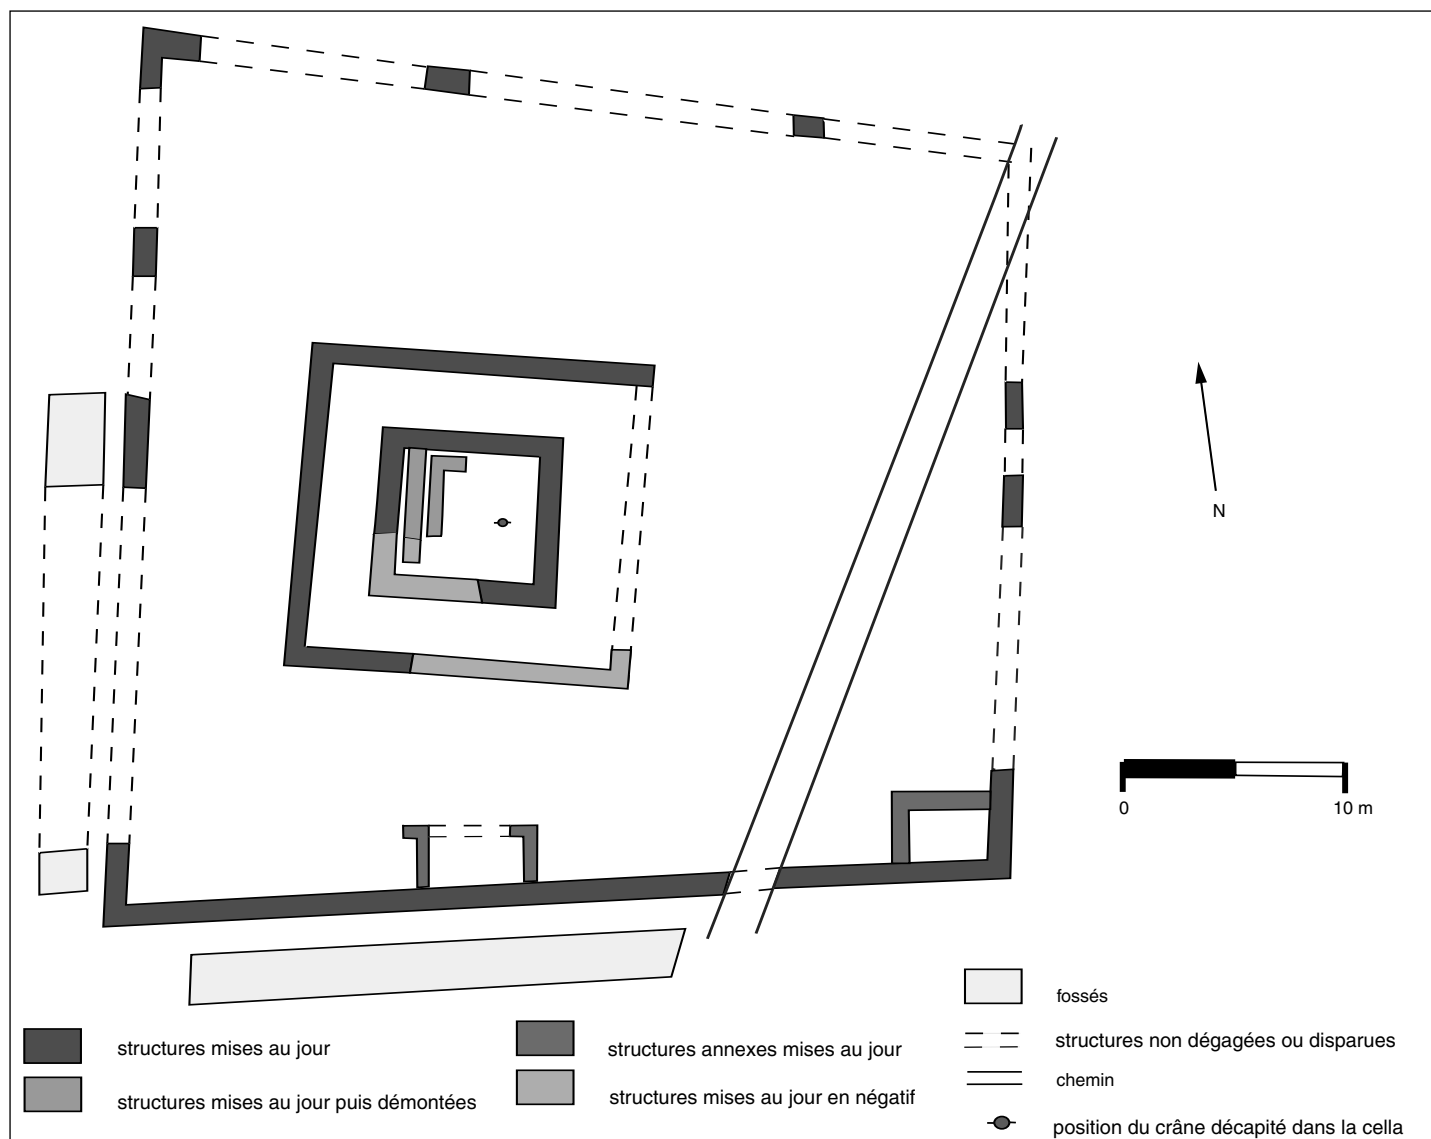 N
0 10 m
structures mises au jour
structures mises au jour puis démontées
structures annexes mises au jour
structures mises au jour en négatif
fossés
structures non dégagées ou disparues
chemin
position du crâne décapité dans la cella